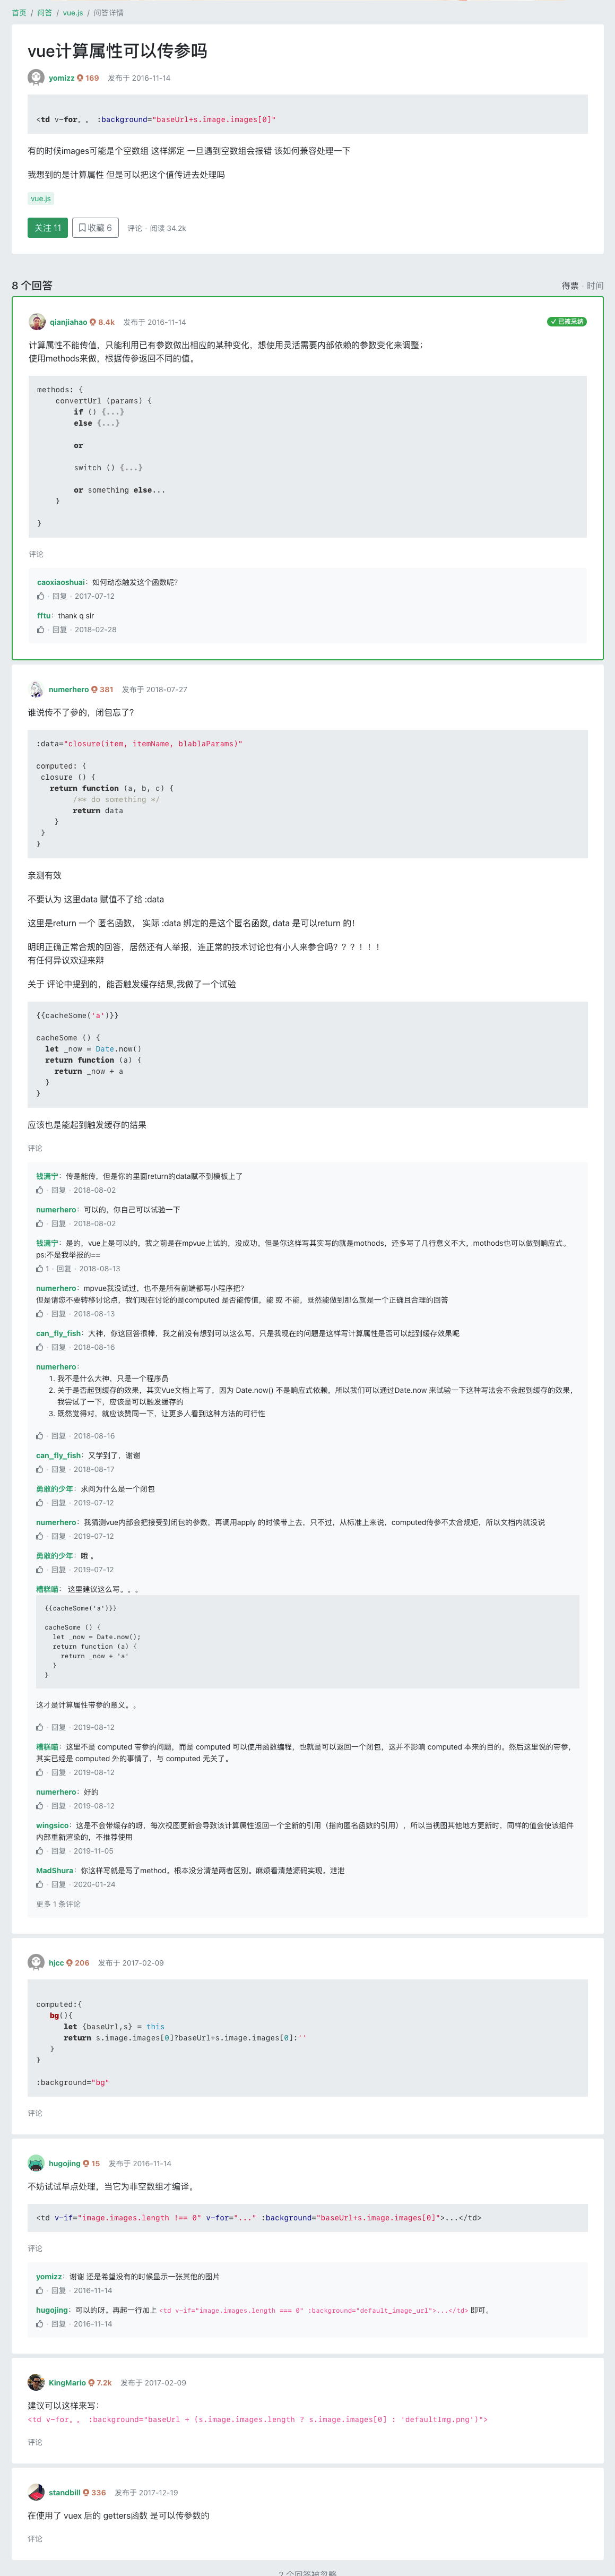 首页 / 问答 / vue.js / 问答详情
vue计算属性可以传参吗
yomizz 169 发布于 2016-11-14
<td v-for。。 :background="baseUrl+s.image.images[0]"
有的时候images可能是个空数组 这样绑定 一旦遇到空数组会报错 该如何兼容处理一下
我想到的是计算属性 但是可以把这个值传进去处理吗
vue.js
关注 11 收藏 6 评论 · 阅读 34.2k
8 个回答 得票 · 时间
qianjiahao 8.4k 发布于 2016-11-14 已被采纳
计算属性不能传值，只能利用已有参数做出相应的某种变化，想使用灵活需要内部依赖的参数变化来调整；
使用methods来做，根据传参返回不同的值。
methods: {
convertUrl (params) {
if () {...}
else {...}
or
switch () {...}
or something else...
}
}
评论
caoxiaoshuai： 如何动态触发这个函数呢？
· 回复 · 2017-07-12
fftu： thank q sir
· 回复 · 2018-02-28
numerhero 381 发布于 2018-07-27
谁说传不了参的，闭包忘了？
:data="closure(item, itemName, blablaParams)"
computed: {
closure () {
return function (a, b, c) {
/** do something */
return data
}
}
}
亲测有效
不要认为 这里data 赋值不了给 :data
这里是return 一个 匿名函数， 实际 :data 绑定的是这个匿名函数, data 是可以return 的！
明明正确正常合规的回答，居然还有人举报，连正常的技术讨论也有小人来参合吗？？？！！！
有任何异议欢迎来辩
关于 评论中提到的，能否触发缓存结果,我做了一个试验
{{cacheSome('a')}}
cacheSome () {
let _now = Date.now()
return function (a) {
return _now + a
}
}
应该也是能起到触发缓存的结果
评论
钱潇宁： 传是能传，但是你的里面return的data赋不到模板上了
· 回复 · 2018-08-02
numerhero： 可以的，你自己可以试验一下
· 回复 · 2018-08-02
钱潇宁： 是的，vue上是可以的，我之前是在mpvue上试的，没成功。但是你这样写其实写的就是mothods，还多写了几行意义不大，mothods也可以做到响应式。
ps:不是我举报的==
1 · 回复 · 2018-08-13
numerhero： mpvue我没试过，也不是所有前端都写小程序把？
但是请您不要转移讨论点，我们现在讨论的是computed 是否能传值，能 或 不能，既然能做到那么就是一个正确且合理的回答
· 回复 · 2018-08-13
can_fly_fish： 大神，你这回答很棒，我之前没有想到可以这么写，只是我现在的问题是这样写计算属性是否可以起到缓存效果呢
· 回复 · 2018-08-16
numerhero：
1. 我不是什么大神，只是一个程序员
2. 关于是否起到缓存的效果，其实Vue文档上写了，因为 Date.now() 不是响应式依赖，所以我们可以通过Date.now 来试验一下这种写法会不会起到缓存的效果，
我尝试了一下，应该是可以触发缓存的
3. 既然觉得对，就应该赞同一下，让更多人看到这种方法的可行性
· 回复 · 2018-08-16
can_fly_fish： 又学到了，谢谢
· 回复 · 2018-08-17
勇敢的少年： 求问为什么是一个闭包
· 回复 · 2019-07-12
numerhero： 我猜测vue内部会把接受到闭包的参数，再调用apply 的时候带上去，只不过，从标准上来说，computed传参不太合规矩，所以文档内就没说
· 回复 · 2019-07-12
勇敢的少年： 哦 。
· 回复 · 2019-07-12
糟糕喵： 这里建议这么写。。。
{{cacheSome('a')}}
cacheSome () {
let _now = Date.now();
return function (a) {
return _now + 'a'
}
}
这才是计算属性带参的意义。。
· 回复 · 2019-08-12
糟糕喵： 这里不是 computed 带参的问题，而是 computed 可以使用函数编程，也就是可以返回一个闭包，这并不影响 computed 本来的目的。然后这里说的带参，
其实已经是 computed 外的事情了，与 computed 无关了。
· 回复 · 2019-08-12
numerhero： 好的
· 回复 · 2019-08-12
wingsico： 这是不会带缓存的呀，每次视图更新会导致该计算属性返回一个全新的引用（指向匿名函数的引用），所以当视图其他地方更新时，同样的值会使该组件
内部重新渲染的，不推荐使用
· 回复 · 2019-11-05
MadShura： 你这样写就是写了method。根本没分清楚两者区别。麻烦看清楚源码实现。泄泄
· 回复 · 2020-01-24
更多 1 条评论
hjcc 206 发布于 2017-02-09
computed:{
bg(){
let {baseUrl,s} = this
return s.image.images[0]?baseUrl+s.image.images[0]:''
}
}
:background="bg"
评论
hugojing 15 发布于 2016-11-14
不妨试试早点处理，当它为非空数组才编译。
<td v-if="image.images.length !== 0" v-for="..." :background="baseUrl+s.image.images[0]">...</td>
评论
yomizz： 谢谢 还是希望没有的时候显示一张其他的图片
· 回复 · 2016-11-14
hugojing： 可以的呀。再起一行加上 <td v-if="image.images.length === 0" :background="default_image_url">...</td> 即可。
· 回复 · 2016-11-14
KingMario 7.2k 发布于 2017-02-09
建议可以这样来写：
<td v-for。。 :background="baseUrl + (s.image.images.length ? s.image.images[0] : 'defaultImg.png')">
评论
standbill 336 发布于 2017-12-19
在使用了 vuex 后的 getters函数 是可以传参数的
评论
2 个回答被忽略